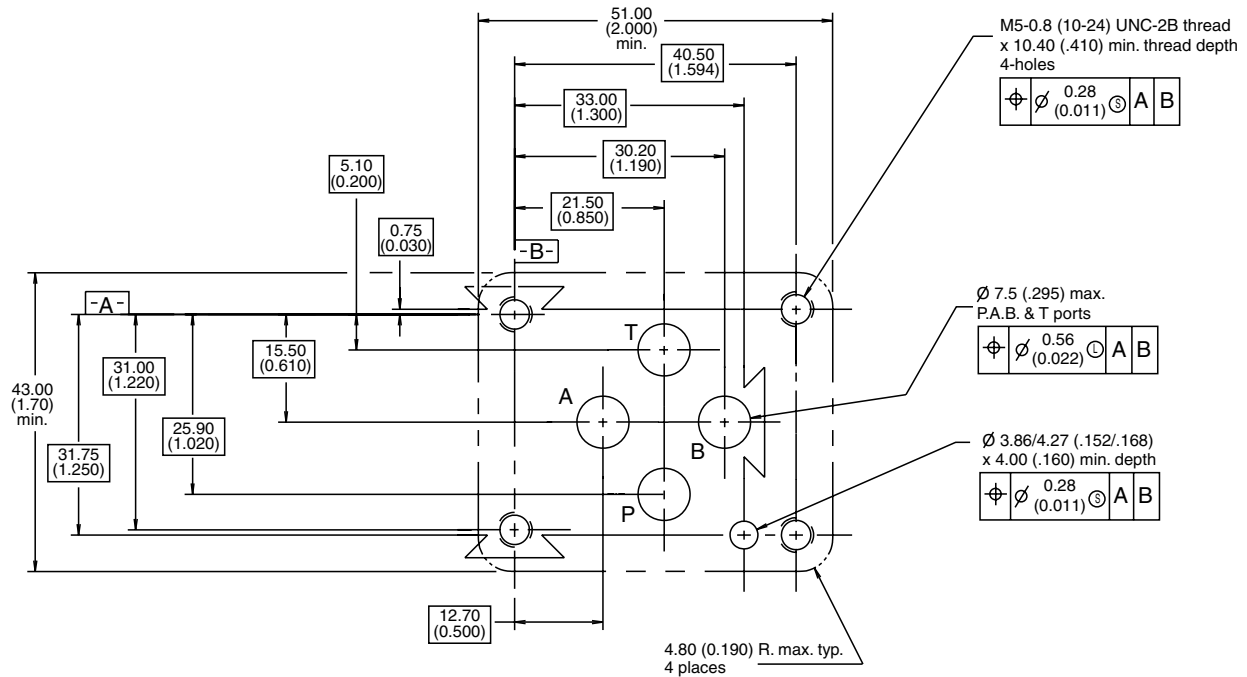 51.00
(2.000)
min.
40.50
(1.594)
33.00
(1.300)
30.20
(1.190)
21.50
(0.850)
5.10
(0.200)
0.75
(0.030)
-B-
-A-
15.50
(0.610)
31.00
(1.220)
43.00
(1.70)
min.
25.90
(1.020)
31.75
(1.250)
12.70
(0.500)
T
A
B
P
M5-0.8 (10-24) UNC-2B thread
x 10.40 (.410) min. thread depth
4-holes
⌖ Ø 0.28 Ⓢ A B
(0.011)
Ø 7.5 (.295) max.
P.A.B. & T ports
⌖ Ø 0.56 Ⓛ A B
(0.022)
Ø 3.86/4.27 (.152/.168)
x 4.00 (.160) min. depth
⌖ Ø 0.28 Ⓢ A B
(0.011)
4.80 (0.190) R. max. typ.
4 places